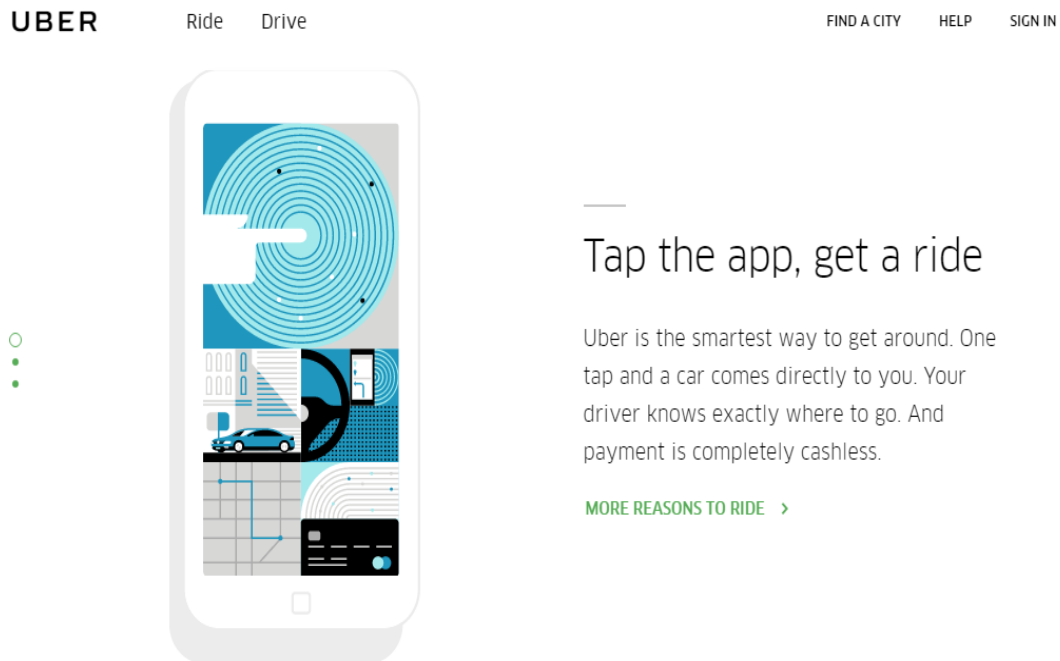 UBER
Ride
Drive
FIND A CITY
HELP
SIGN IN
Tap the app, get a ride
Uber is the smartest way to get around. One
tap and a car comes directly to you. Your
driver knows exactly where to go. And
payment is completely cashless.
MORE REASONS TO RIDE